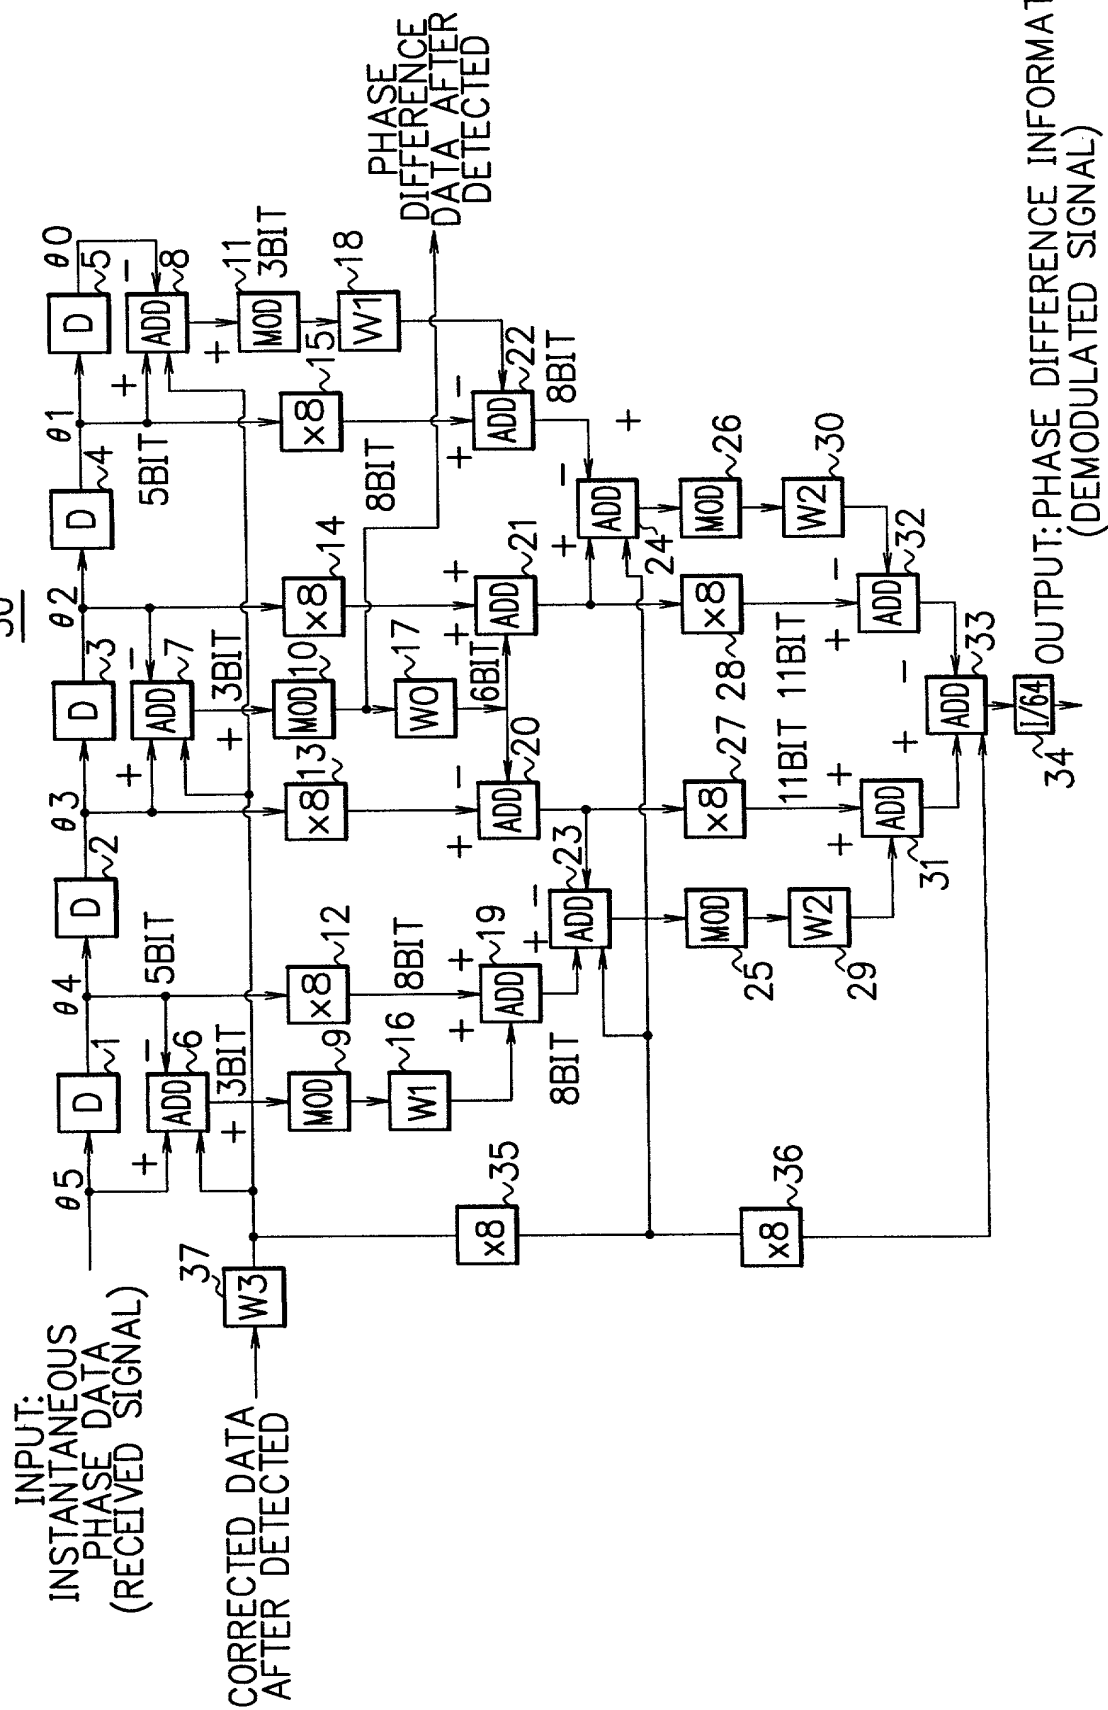 30
INPUT:
INSTANTANEOUS
PHASE DATA
(RECEIVED SIGNAL)
θ5
D
1
θ4
D
2
θ3
D
3
θ2
D
4
θ1
D
5
θ0
+
-
ADD
6
5BIT
+
3BIT
+
-
ADD
7
+
3BIT
5BIT
+
-
ADD
8
+
MOD
9
x8
12
x8
13
MOD
10
x8
14
x8
15
MOD
11
3BIT
W1
16
8BIT
W0
17
6BIT
8BIT
W1
18
PHASE
DIFFERENCE
DATA AFTER
DETECTED
+
+
ADD
19
8BIT
+
-
ADD
20
+
+
ADD
21
+
-
ADD
22
8BIT
+
-
ADD
23
+
-
ADD
24
+
CORRECTED DATA
AFTER DETECTED
W3
37
x8
35
x8
36
MOD
25
x8
27
x8
28
MOD
26
W2
29
11BIT
11BIT
W2
30
+
+
ADD
31
+
-
ADD
32
+
-
ADD
33
I/64
34
OUTPUT:PHASE DIFFERENCE INFORMAT
(DEMODULATED SIGNAL)